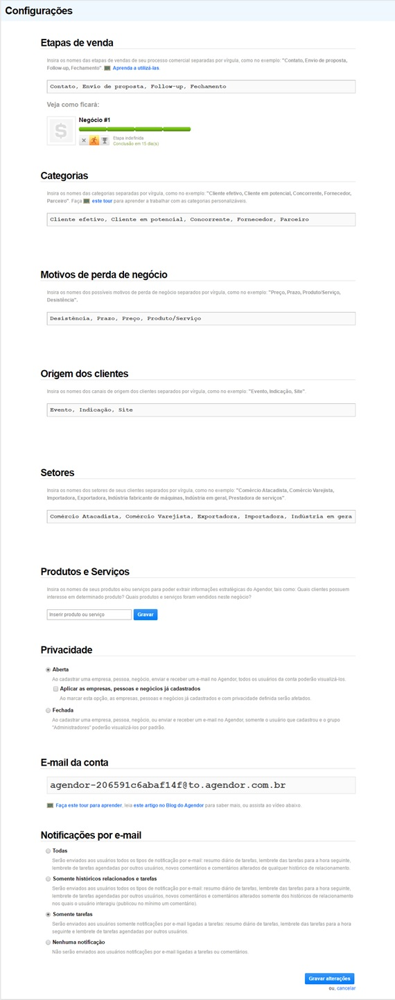 Configurações
Etapas de venda
Insira os nomes das etapas de vendas de seu processo comercial separadas por vírgula, como no exemplo: "Contato, Envio de proposta,
Follow-up, Fechamento". Aprenda a utilizá-las.
Contato, Envio de proposta, Follow-up, Fechamento
Veja como ficará:
Negócio #1
Etapa indefinida
Conclusão em 15 dia(s)
Categorias
Insira os nomes das categorias separadas por vírgula, como no exemplo: "Cliente efetivo, Cliente em potencial, Concorrente, Fornecedor,
Parceiro". Faça este tour para aprender a trabalhar com as categorias personalizáveis.
Cliente efetivo, Cliente em potencial, Concorrente, Fornecedor, Parceiro
Motivos de perda de negócio
Insira os nomes dos possíveis motivos de perda de negócio separados por vírgula, como no exemplo: "Preço, Prazo, Produto/Serviço,
Desistência".
Desistência, Prazo, Preço, Produto/Serviço
Origem dos clientes
Insira os nomes dos canais de origem dos clientes separados por vírgula, como no exemplo: "Evento, Indicação, Site".
Evento, Indicação, Site
Setores
Insira os nomes dos setores de seus clientes separados por vírgula, como no exemplo: "Comércio Atacadista, Comércio Varejista,
Importadora, Exportadora, Indústria fabricante de máquinas, Indústria em geral, Prestadora de serviços".
Comércio Atacadista, Comércio Varejista, Exportadora, Importadora, Indústria em gera
Produtos e Serviços
Insira os nomes de seus produtos e/ou serviços para poder extrair informações estratégicas do Agendor, tais como: Quais clientes possuem
interesse em determinado produto? Quais produtos e serviços foram vendidos neste negócio?
Inserir produto ou serviço Gravar
Privacidade
Aberta
Ao cadastrar uma empresa, pessoa, negócio, enviar e receber um e-mail no Agendor, todos os usuários da conta poderão visualizá-los.
Aplicar as empresas, pessoas e negócios já cadastrados
Ao marcar esta opção, as empresas, pessoas e negócios já cadastrados e com privacidade definida serão afetados.
Fechada
Ao cadastrar uma empresa, pessoa, negócio, ou enviar e receber um e-mail no Agendor, somente o usuário que cadastrou e o grupo
"Administradores" poderão visualizá-los por padrão.
E-mail da conta
agendor-206591c6abaf14f@to.agendor.com.br
Faça este tour para aprender, leia este artigo no Blog do Agendor para saber mais, ou assista ao vídeo abaixo.
Notificações por e-mail
Todas
Serão enviados aos usuários todos os tipos de notificação por e-mail: resumo diário de tarefas, lembrete das tarefas para a hora seguinte,
lembrete de tarefas agendadas por outros usuários, novos comentários e comentários alterados de qualquer histórico de relacionamento.
Somente históricos relacionados e tarefas
Serão enviados aos usuários todos os tipos de notificação por e-mail: resumo diário de tarefas, lembrete das tarefas para a hora seguinte,
lembrete de tarefas agendadas por outros usuários, novos comentários e comentários alterados somente dos históricos de relacionamento
nos quais o usuário interagiu (publicou no mínimo um comentário).
Somente tarefas
Serão enviados aos usuários somente notificações por e-mail ligadas a tarefas: resumo diário de tarefas, lembrete das tarefas para a hora
seguinte e lembrete de tarefas agendadas por outros usuários.
Nenhuma notificação
Não serão enviados aos usuários notificações por e-mail ligadas a tarefas ou comentários.
Gravar alterações
ou, cancelar